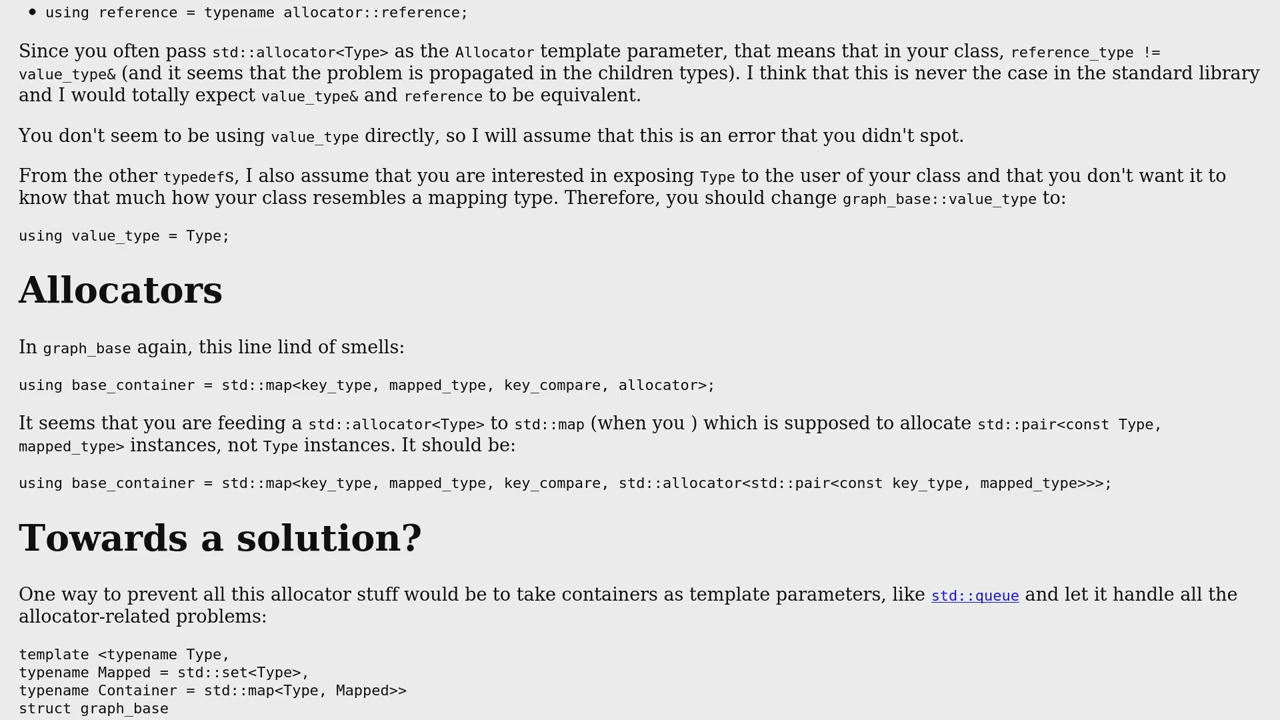 • using reference = typename allocator::reference;
Since you often pass std::allocator<Type> as the Allocator template parameter, that means that in your class, reference_type !=
value_type& (and it seems that the problem is propagated in the children types). I think that this is never the case in the standard library
and I would totally expect value_type& and reference to be equivalent.
You don't seem to be using value_type directly, so I will assume that this is an error that you didn't spot.
From the other typedefs, I also assume that you are interested in exposing Type to the user of your class and that you don't want it to
know that much how your class resembles a mapping type. Therefore, you should change graph_base::value_type to:
using value_type = Type;
Allocators
In graph_base again, this line lind of smells:
using base_container = std::map<key_type, mapped_type, key_compare, allocator>;
It seems that you are feeding a std::allocator<Type> to std::map (when you ) which is supposed to allocate std::pair<const Type,
mapped_type> instances, not Type instances. It should be:
using base_container = std::map<key_type, mapped_type, key_compare, std::allocator<std::pair<const key_type, mapped_type>>>;
Towards a solution?
One way to prevent all this allocator stuff would be to take containers as template parameters, like std::queue and let it handle all the
allocator-related problems:
template <typename Type,
typename Mapped = std::set<Type>,
typename Container = std::map<Type, Mapped>>
struct graph_base